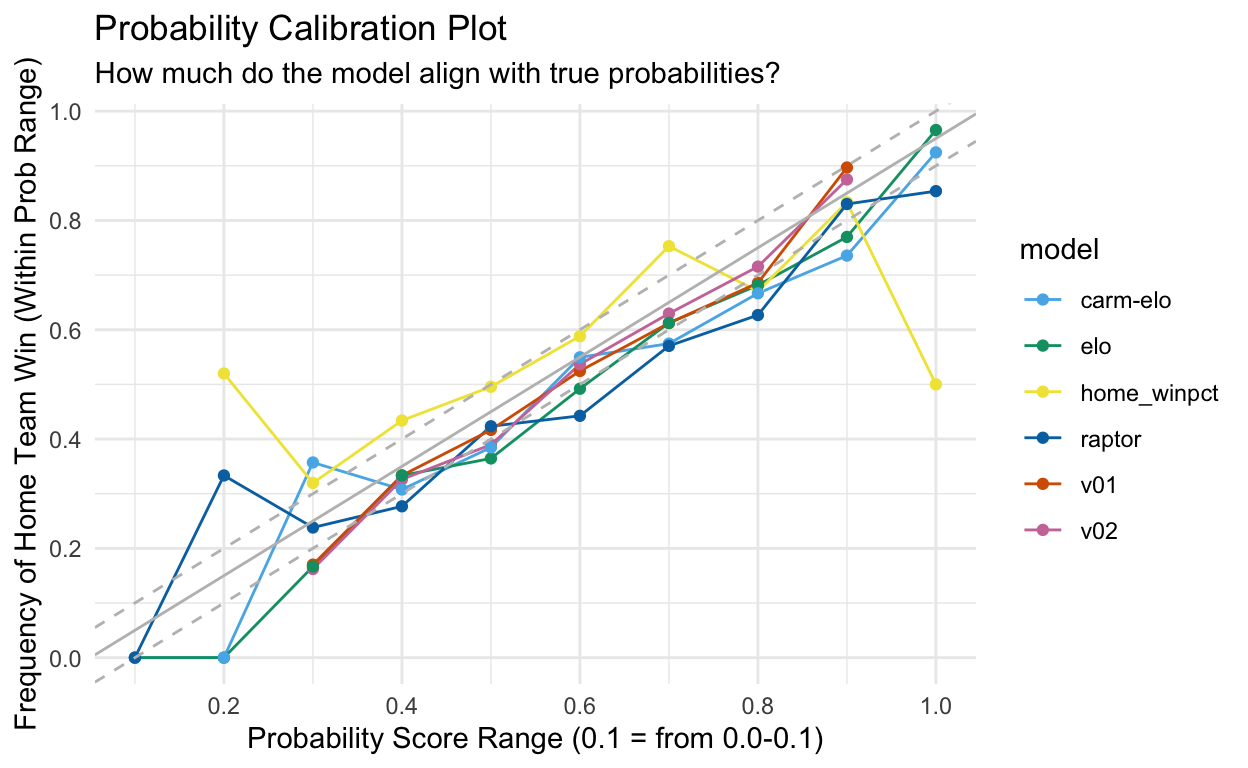 Probability Calibration Plot
How much do the model align with true probabilities?
Frequency of Home Team Win (Within Prob Range)
1.0
0.8
0.6
0.4
0.2
0.0
0.2 0.4 0.6 0.8 1.0
Probability Score Range (0.1 = from 0.0-0.1)
model
carm-elo
elo
home_winpct
raptor
v01
v02